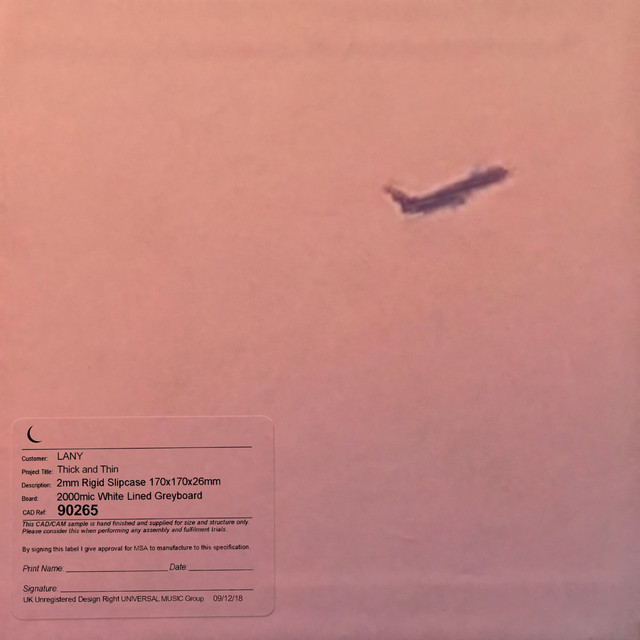 Customer: LANY
Project Title: Thick and Thin
Description: 2mm Rigid Slipcase 170x170x26mm
Board: 2000mic White Lined Greyboard
CAD Ref: 90265
This CAD/CAM sample is hand finished and supplied for size and structure only.
Please consider this when performing any assembly and fulfilment trials.
By signing this label I give approval for MSA to manufacture to this specification.
Print Name: Date:
Signature:
UK Unregistered Design Right UNIVERSAL MUSIC Group 09/12/18